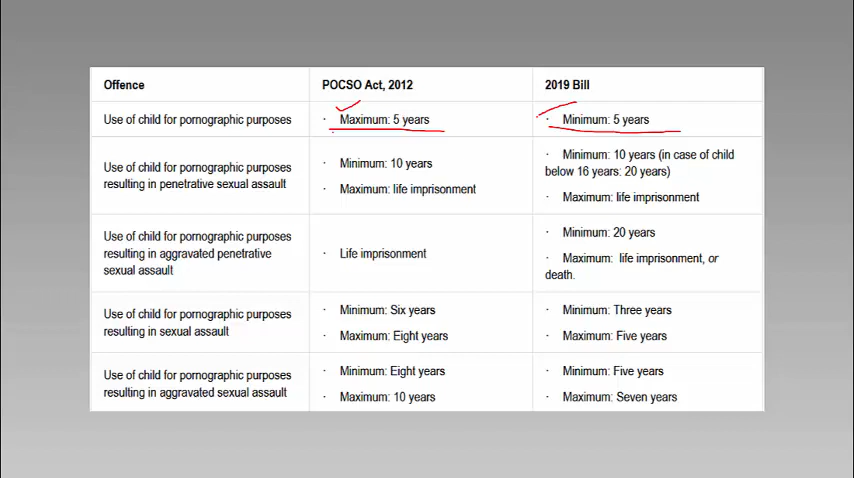 Offence POCSO Act, 2012 2019 Bill
Use of child for pornographic purposes · Maximum: 5 years · Minimum: 5 years
Use of child for pornographic purposes
resulting in penetrative sexual assault
· Minimum: 10 years
· Maximum: life imprisonment
· Minimum: 10 years (in case of child
below 16 years: 20 years)
· Maximum: life imprisonment
Use of child for pornographic purposes
resulting in aggravated penetrative
sexual assault
· Life imprisonment
· Minimum: 20 years
· Maximum: life imprisonment, or
death.
Use of child for pornographic purposes
resulting in sexual assault
· Minimum: Six years
· Maximum: Eight years
· Minimum: Three years
· Maximum: Five years
Use of child for pornographic purposes
resulting in aggravated sexual assault
· Minimum: Eight years
· Maximum: 10 years
· Minimum: Five years
· Maximum: Seven years